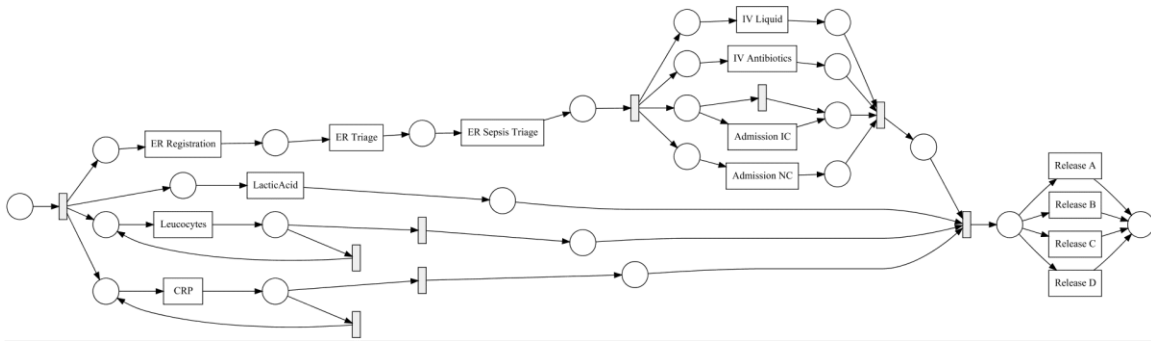 IV Liquid
IV Antibiotics
Admission IC
Admission NC
ER Registration
ER Triage
ER Sepsis Triage
LacticAcid
Leucocytes
CRP
Release A
Release B
Release C
Release D